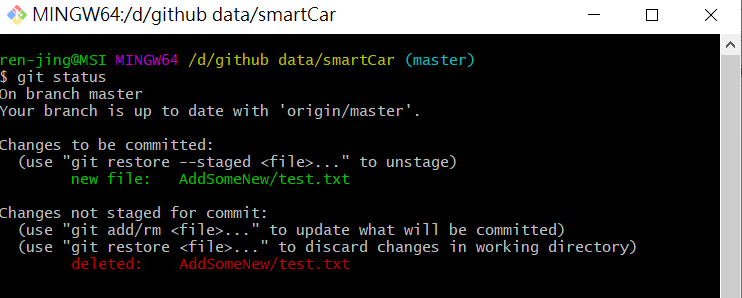 MINGW64:/d/github data/smartCar
ren-jing@MSI MINGW64 /d/github data/smartCar (master)
$ git status
On branch master
Your branch is up to date with 'origin/master'.
Changes to be committed:
  (use "git restore --staged <file>..." to unstage)
        new file:   AddSomeNew/test.txt
Changes not staged for commit:
  (use "git add/rm <file>..." to update what will be committed)
  (use "git restore <file>..." to discard changes in working directory)
        deleted:    AddSomeNew/test.txt